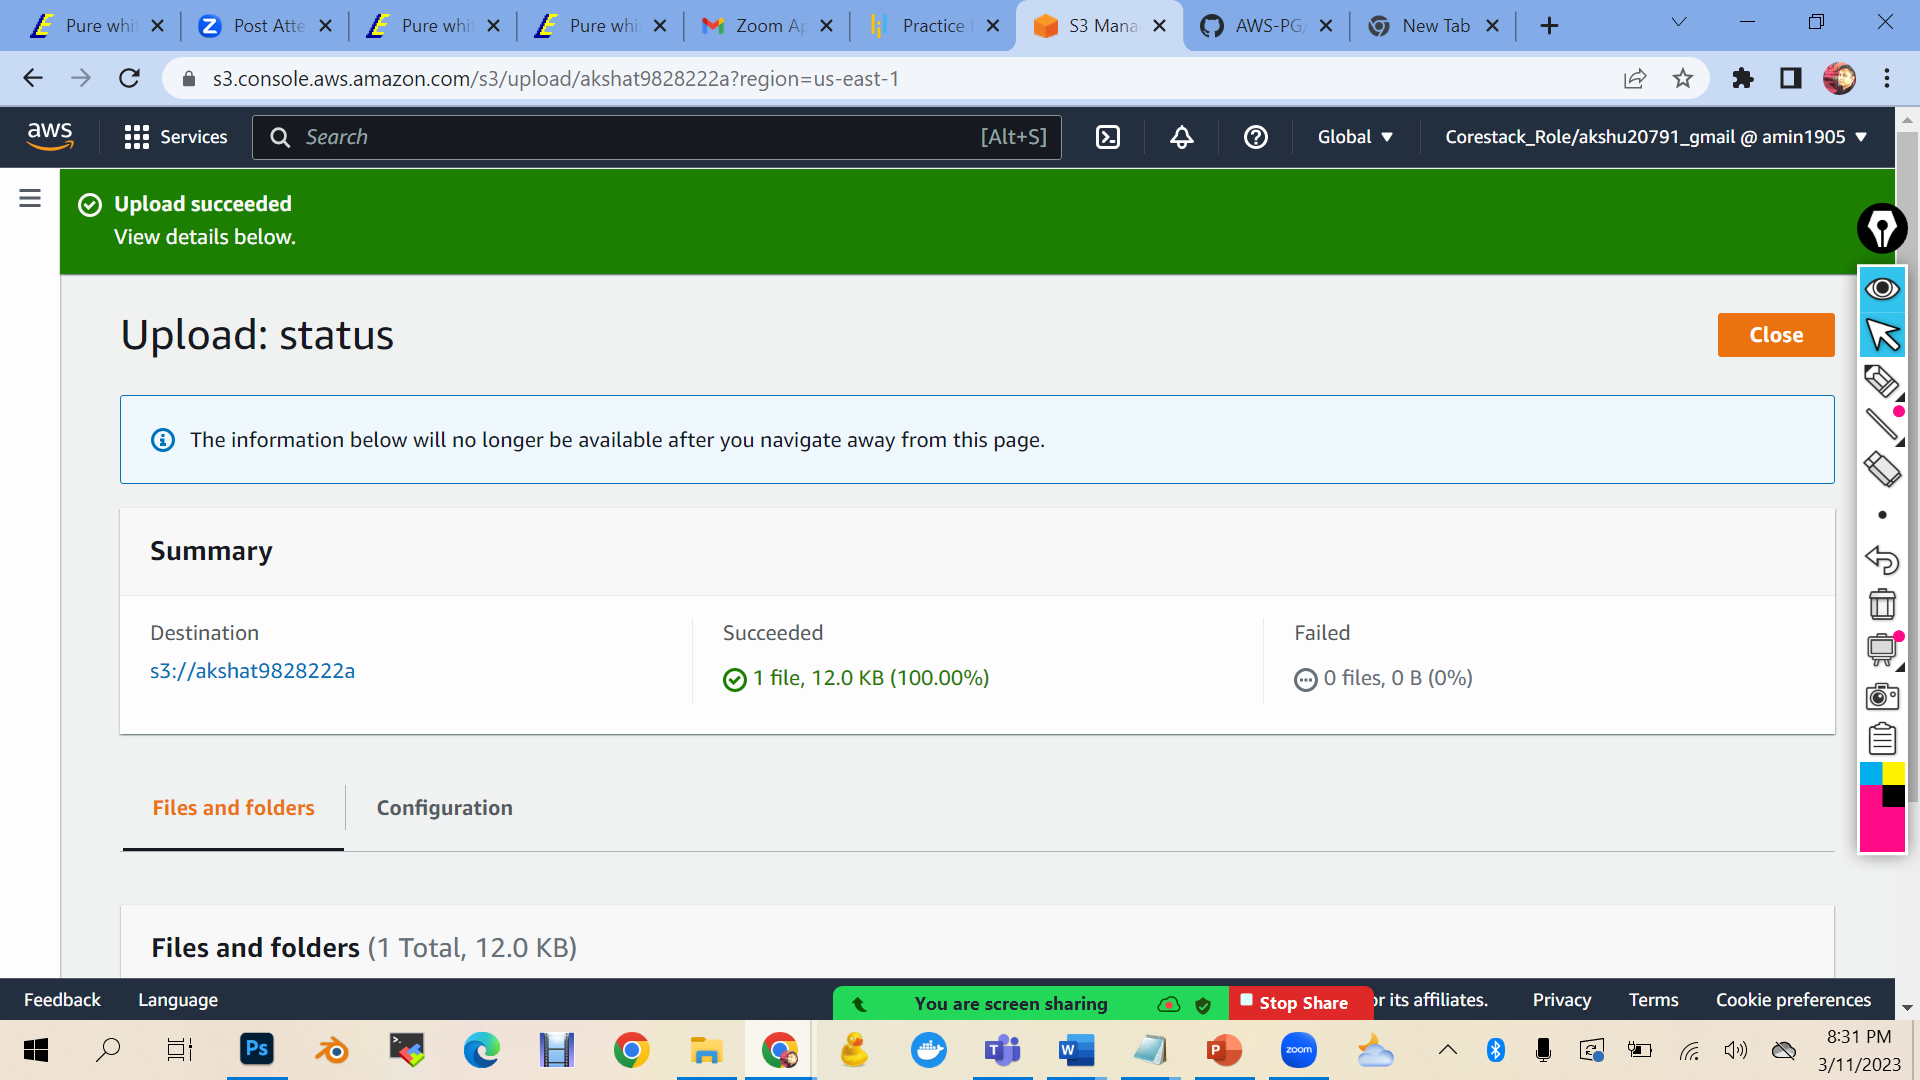 Pure whi
Post Atte
Pure whi
Pure whi
Zoom Ap
Practice
S3 Mana
AWS-PG/
New Tab
s3.console.aws.amazon.com/s3/upload/akshat9828222a?region=us-east-1
aws
Services
Search
[Alt+S]
Global
Corestack_Role/akshu20791_gmail @ amin1905
Upload succeeded
View details below.
Upload: status
Close
The information below will no longer be available after you navigate away from this page.
Summary
Destination
s3://akshat9828222a
Succeeded
1 file, 12.0 KB (100.00%)
Failed
0 files, 0 B (0%)
Files and folders
Configuration
Files and folders (1 Total, 12.0 KB)
Feedback
Language
You are screen sharing
Stop Share
or its affiliates.
Privacy
Terms
Cookie preferences
Ps
zoom
8:31 PM
3/11/2023